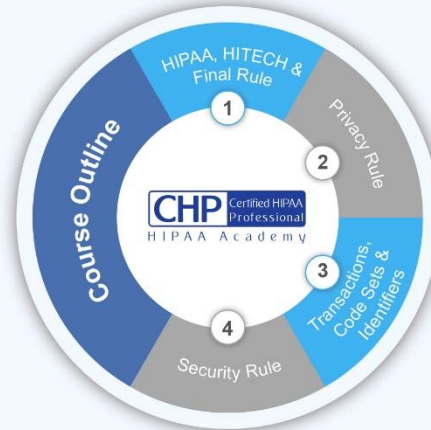 Course Outline
HIPAA, HITECH &
Final Rule
1
Privacy Rule
2
Transactions,
Code Sets &
Identifiers
3
Security Rule
4
CHP Certified HIPAA
Professional
HIPAA Academy